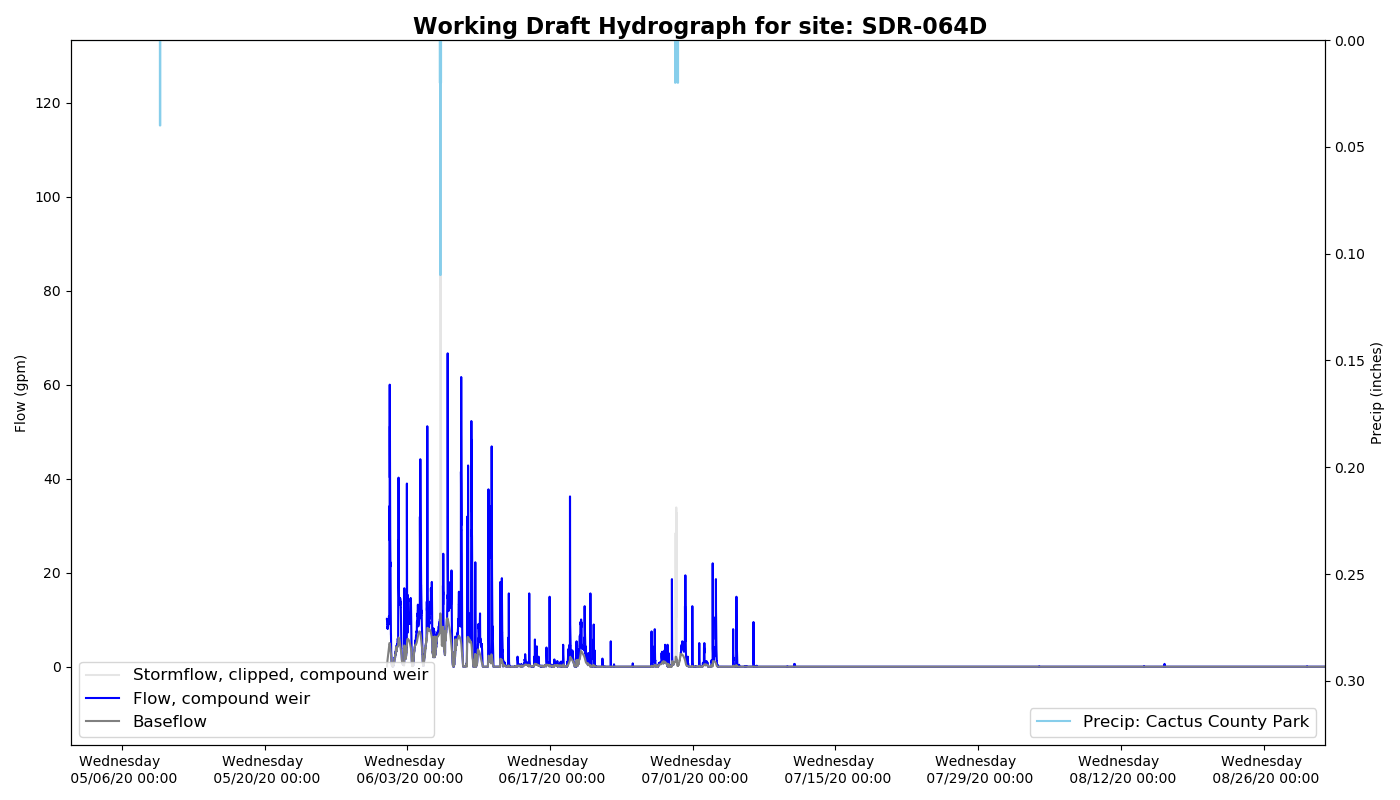 Working Draft Hydrograph for site: SDR-064D
Flow (gpm)
120
100
80
60
40
20
0
0.00
0.05
0.10
0.15
0.20
0.25
0.30
Precip (inches)
Stormflow, clipped, compound weir
Flow, compound weir
Baseflow
Precip: Cactus County Park
Wednesday 05/06/20 00:00
Wednesday 05/20/20 00:00
Wednesday 06/03/20 00:00
Wednesday 06/17/20 00:00
Wednesday 07/01/20 00:00
Wednesday 07/15/20 00:00
Wednesday 07/29/20 00:00
Wednesday 08/12/20 00:00
Wednesday 08/26/20 00:00